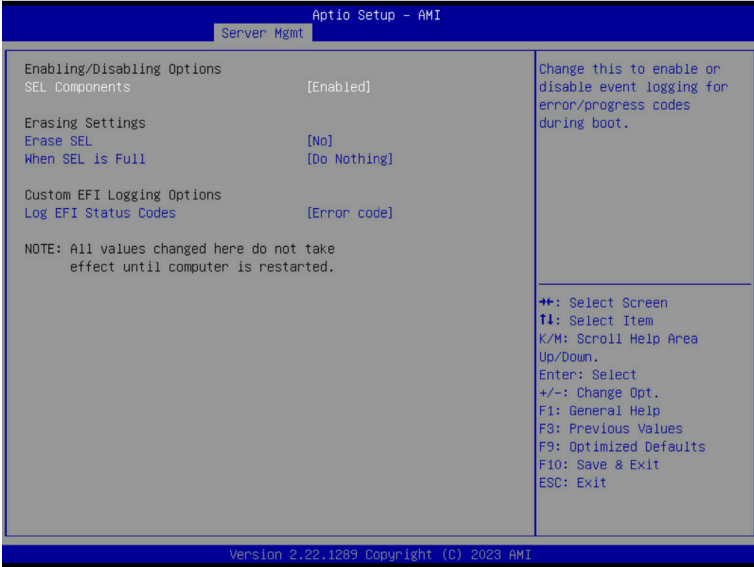 Aptio Setup - AMI
Server Mgmt
Enabling/Disabling Options
SEL Components [Enabled]
Erasing Settings
Erase SEL [No]
When SEL is Full [Do Nothing]
Custom EFI Logging Options
Log EFI Status Codes [Error code]
NOTE: All values changed here do not take
effect until computer is restarted.
Change this to enable or
disable event logging for
error/progress codes
during boot.
→←: Select Screen
↑↓: Select Item
K/M: Scroll Help Area
Up/Down.
Enter: Select
+/-: Change Opt.
F1: General Help
F3: Previous Values
F9: Optimized Defaults
F10: Save & Exit
ESC: Exit
Version 2.22.1289 Copyright (C) 2023 AMI